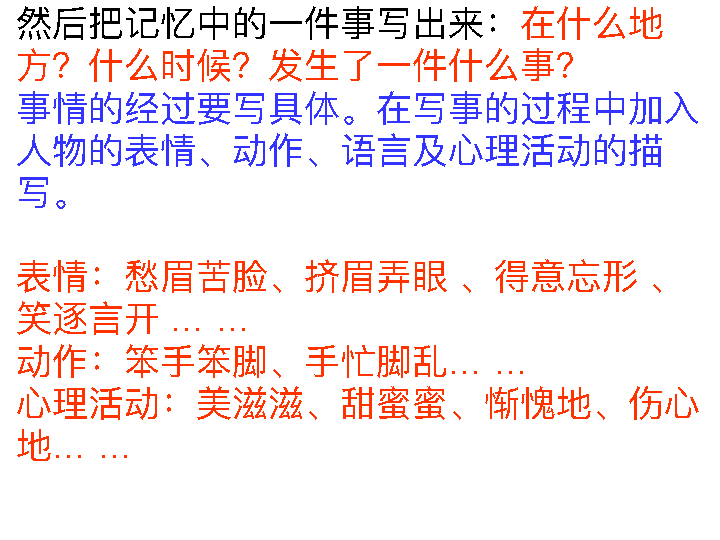 然后把记忆中的一件事写出来：在什么地
方？什么时候？发生了一件什么事？
事情的经过要写具体。在写事的过程中加入
人物的表情、动作、语言及心理活动的描
写。
表情：愁眉苦脸、挤眉弄眼 、得意忘形 、
笑逐言开 … …
动作：笨手笨脚、手忙脚乱… …
心理活动：美滋滋、甜蜜蜜、惭愧地、伤心
地… …